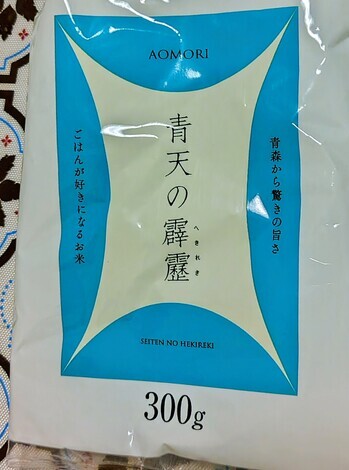 AOMORI
青森から驚きの旨さ
青天の霹靂
へきれき
ごはんが好きになるお米
SEITEN NO HEKIREKI
300g